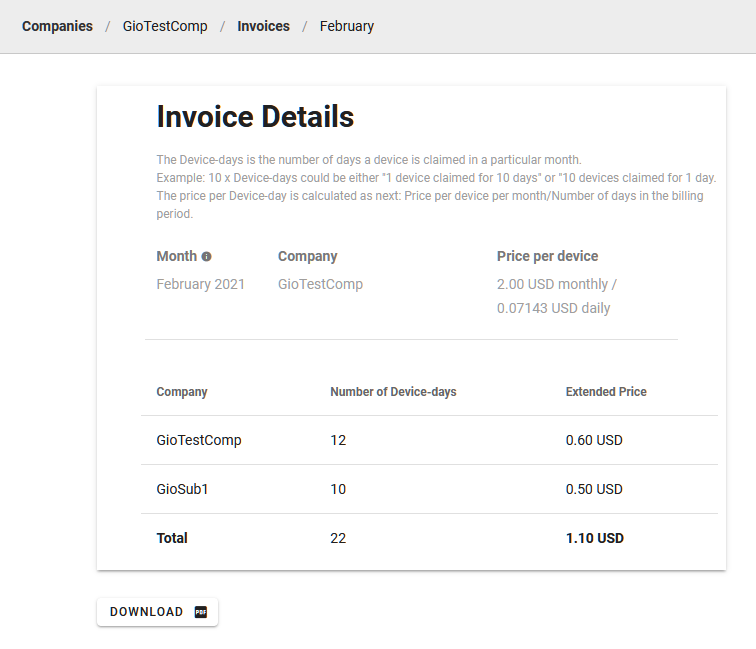 Companies / GioTestComp / Invoices / February
Invoice Details
The Device-days is the number of days a device is claimed in a particular month.
Example: 10 x Device-days could be either "1 device claimed for 10 days" or "10 devices claimed for 1 day.
The price per Device-day is calculated as next: Price per device per month/Number of days in the billing
period.
Month Company Price per device
February 2021 GioTestComp 2.00 USD monthly /
0.07143 USD daily
Company Number of Device-days Extended Price
GioTestComp 12 0.60 USD
GioSub1 10 0.50 USD
Total 22 1.10 USD
DOWNLOAD PDF